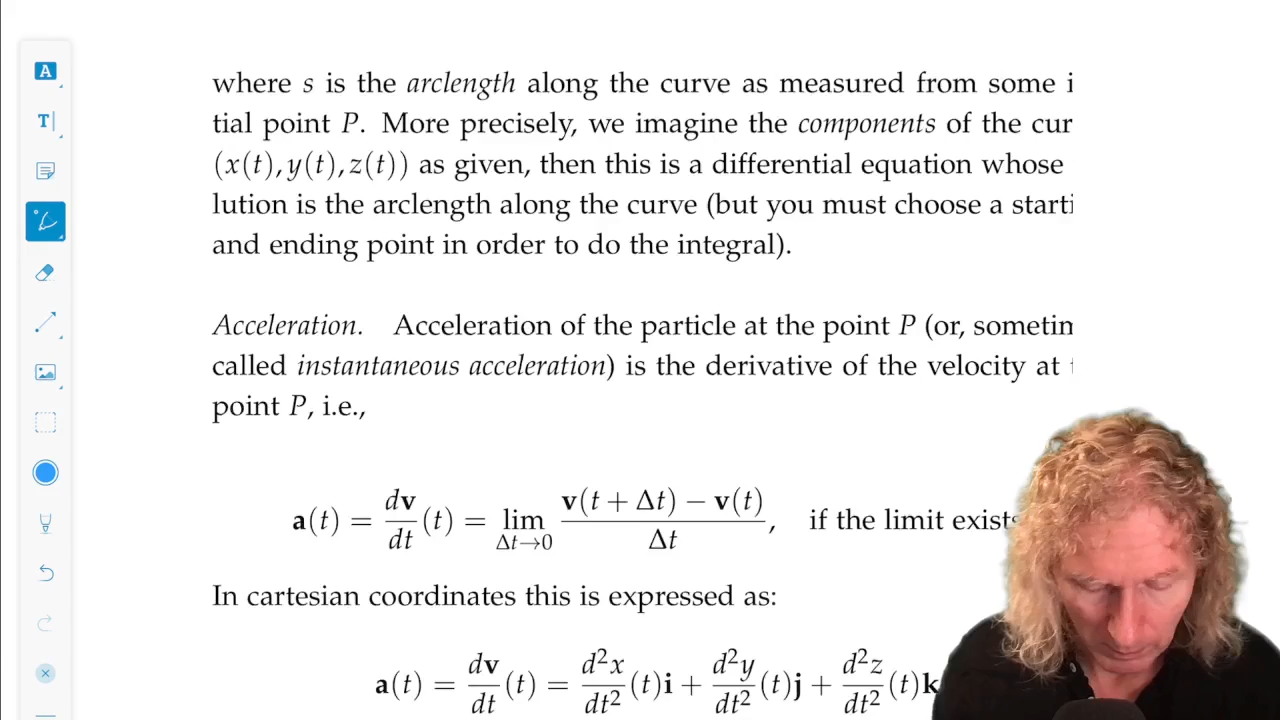 where s is the arclength along the curve as measured from some i
tial point P. More precisely, we imagine the components of the cur
(x(t), y(t), z(t)) as given, then this is a differential equation whose
lution is the arclength along the curve (but you must choose a starti
and ending point in order to do the integral).
Acceleration. Acceleration of the particle at the point P (or, sometim
called instantaneous acceleration) is the derivative of the velocity at t
point P, i.e.,
a(t) = dv/dt (t) = lim Δt→0 (v(t + Δt) − v(t))/Δt, if the limit exists
In cartesian coordinates this is expressed as:
a(t) = dv/dt (t) = d²x/dt² (t)i + d²y/dt² (t)j + d²z/dt² (t)k